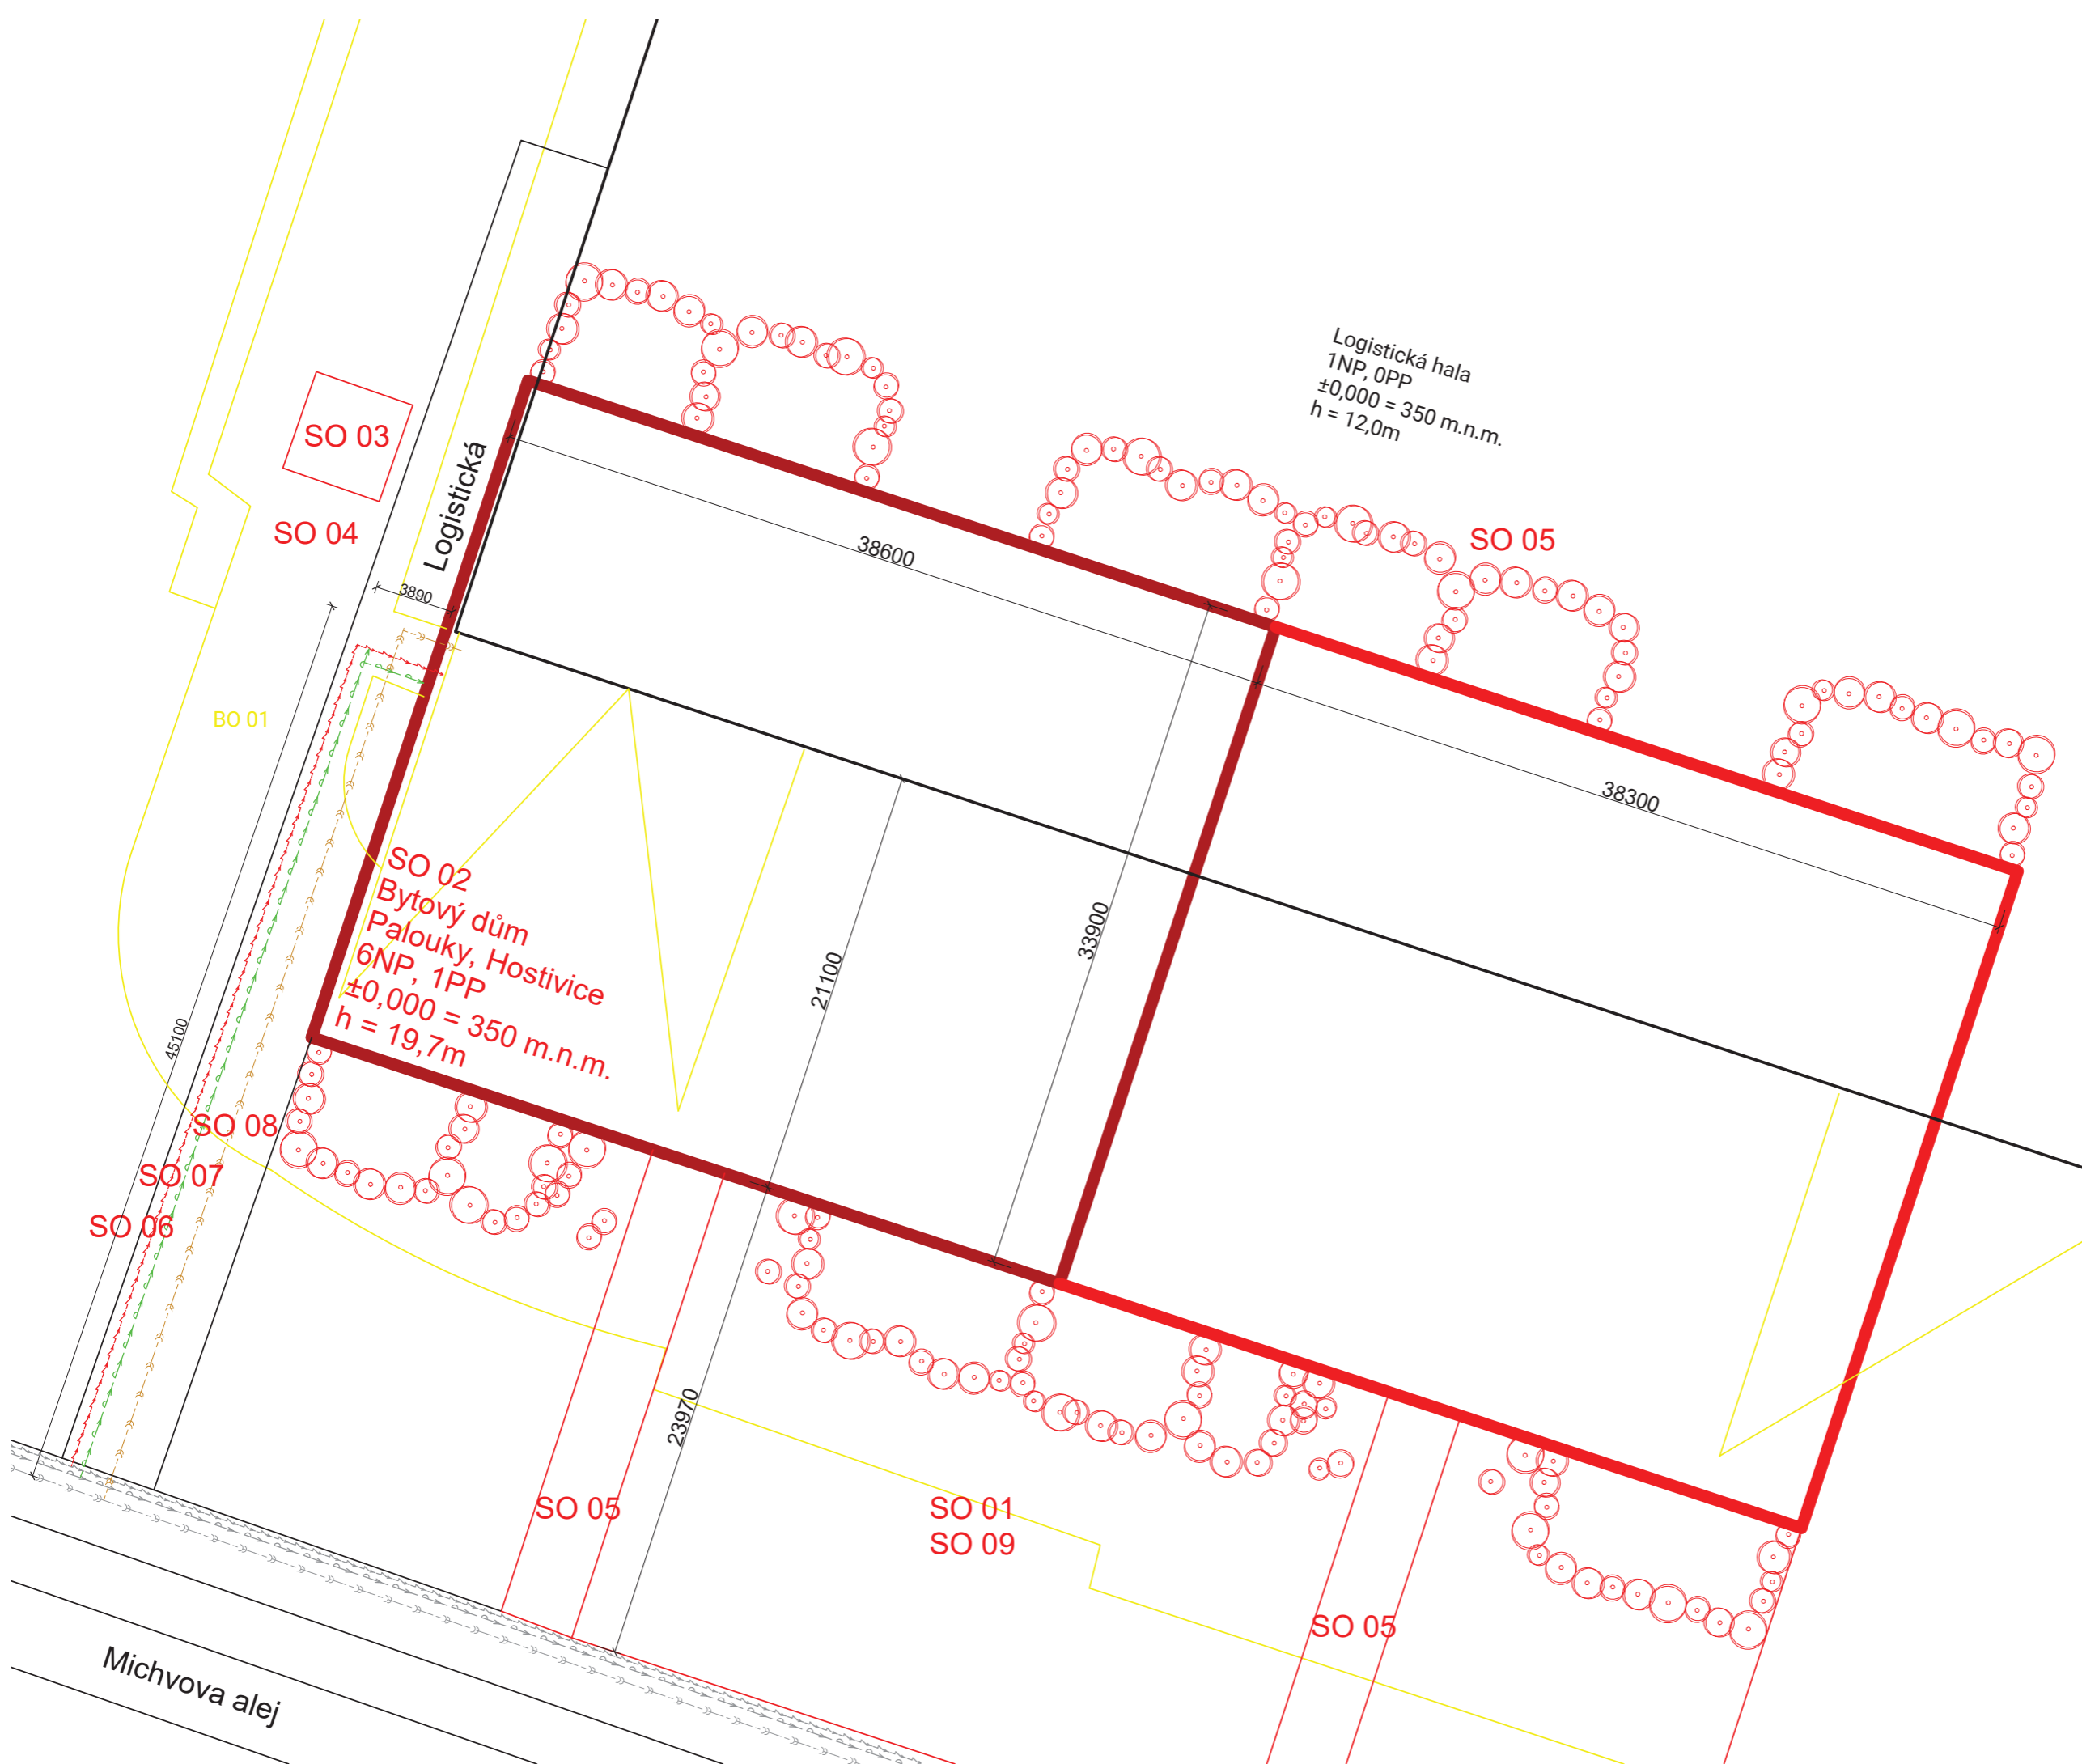 Logistická hala
1NP, 0PP
±0,000 = 350 m.n.m.
h = 12,0m
SO 03
SO 04
Logistická
SO 05
38600
3890
BO 01
38300
SO 02
Bytový dům
Palouky, Hostivice
6NP, 1PP
±0,000 = 350 m.n.m.
h = 19,7m
33900
21100
45100
SO 08
SO 07
SO 06
23970
SO 05
SO 01
SO 09
SO 05
Michvova alej